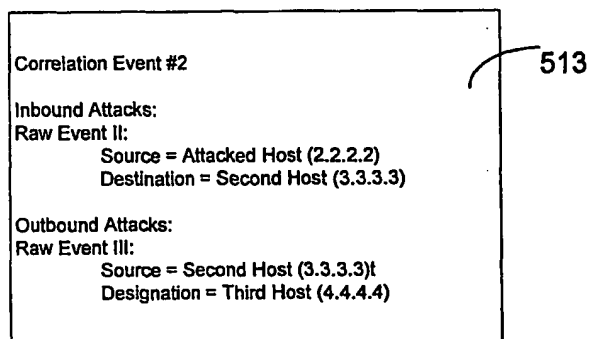 Correlation Event #2
513
Inbound Attacks:
Raw Event II:
Source = Attacked Host (2.2.2.2)
Destination = Second Host (3.3.3.3)
Outbound Attacks:
Raw Event III:
Source = Second Host (3.3.3.3)t
Designation = Third Host (4.4.4.4)